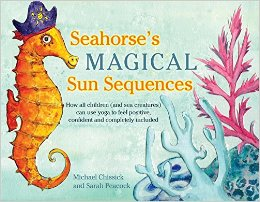 Seahorse's
MAGICAL
Sun Sequences
How all children (and sea creatures)
can use yoga to feel positive,
confident and completely included
Michael Chissick
and Sarah Peacock